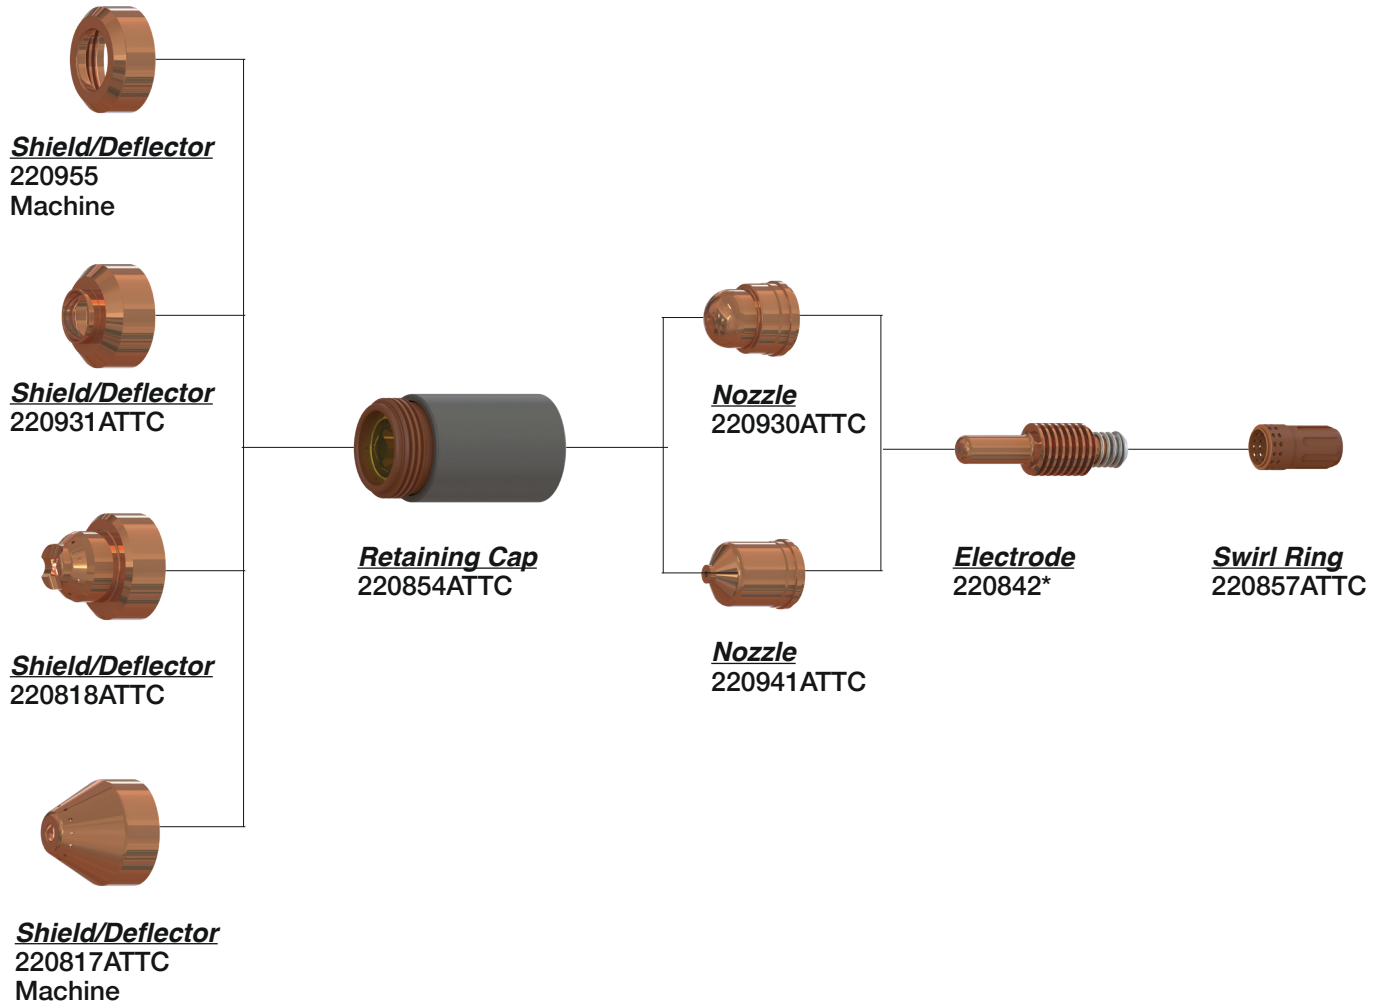 Shield/Deflector
220955
Machine
Shield/Deflector
220931ATTC
Shield/Deflector
220818ATTC
Shield/Deflector
220817ATTC
Machine
Retaining Cap
220854ATTC
Nozzle
220930ATTC
Nozzle
220941ATTC
Electrode
220842*
Swirl Ring
220857ATTC